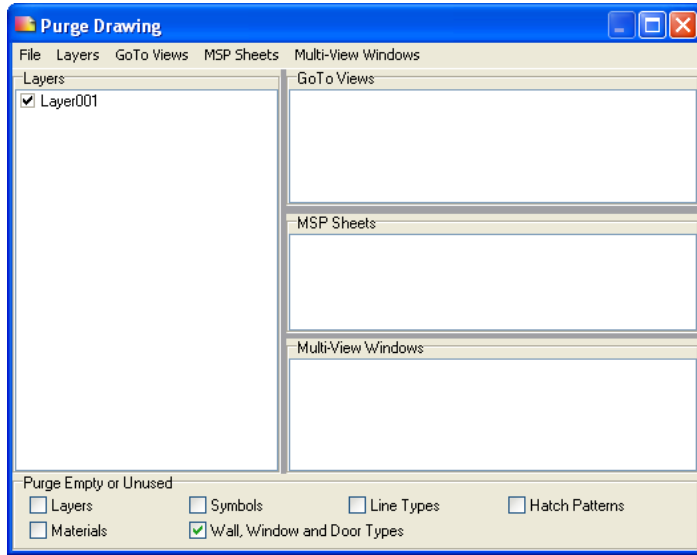 Purge Drawing
File Layers GoTo Views MSP Sheets Multi-View Windows
Layers
Layer001
GoTo Views
MSP Sheets
Multi-View Windows
Purge Empty or Unused
Layers Symbols Line Types Hatch Patterns
Materials Wall, Window and Door Types